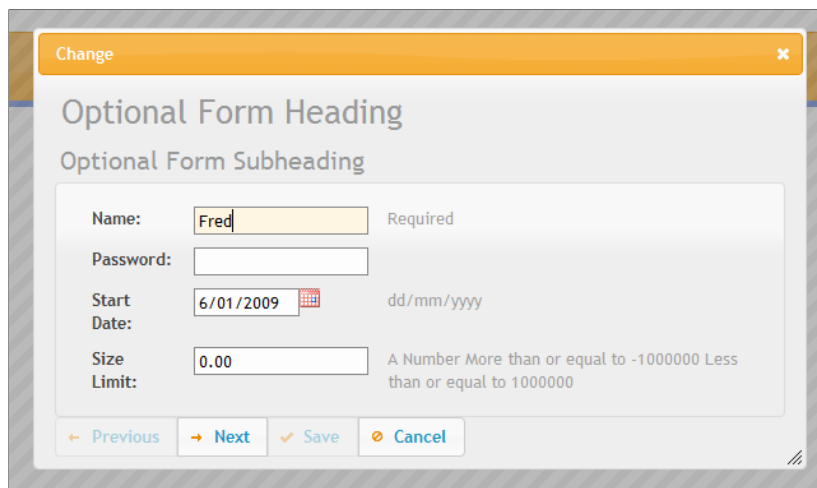 Change
Optional Form Heading
Optional Form Subheading
Name: Fred Required
Password:
Start Date: 6/01/2009 dd/mm/yyyy
Size Limit: 0.00 A Number More than or equal to -1000000 Less
than or equal to 1000000
Previous Next Save Cancel